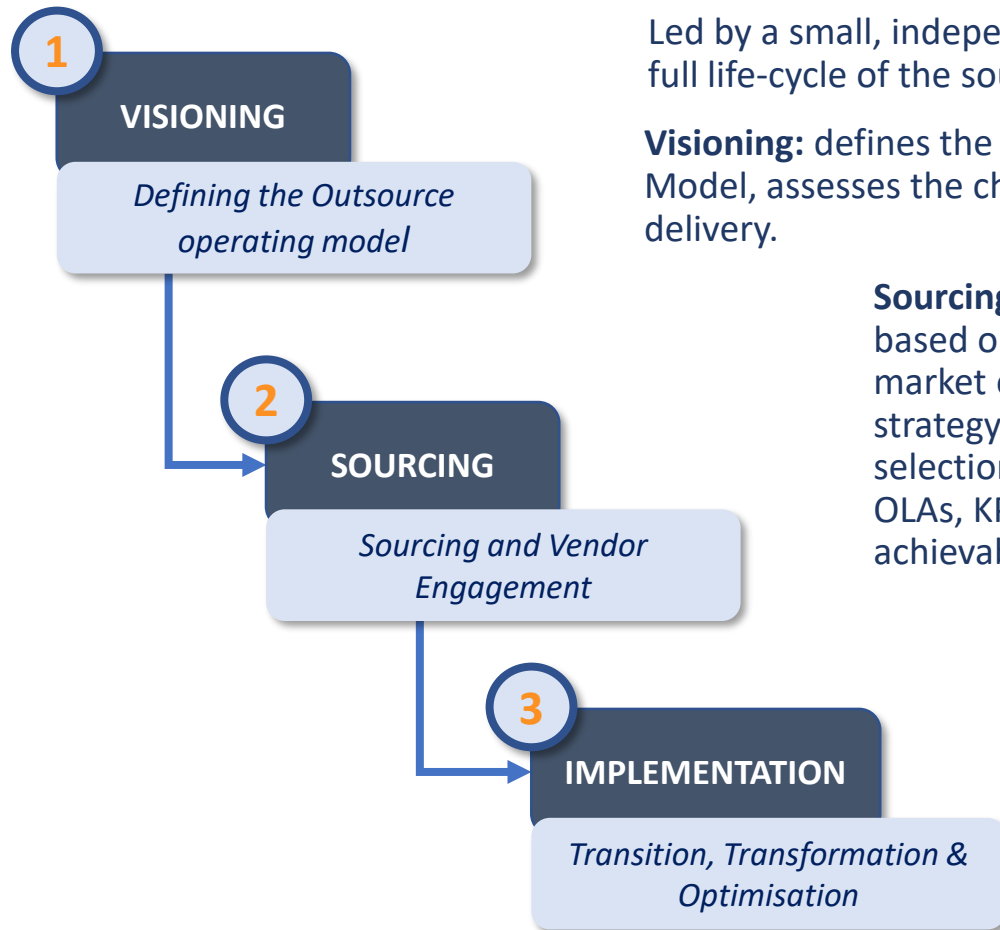 1
VISIONING
Defining the Outsource
operating model
2
SOURCING
Sourcing and Vendor
Engagement
3
IMPLEMENTATION
Transition, Transformation &
Optimisation
Led by a small,
full life-cycle of the
Visioning: defines the
Model, assesses the
delivery.
based
market
strategy
OLAs,